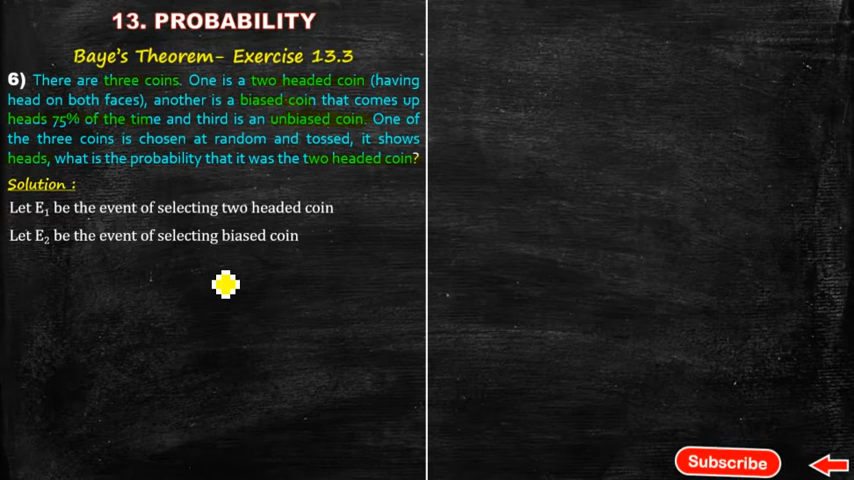 13. PROBABILITY
Baye's Theorem- Exercise 13.3
6) There are three coins. One is a two headed coin (having
head on both faces), another is a biased coin that comes up
heads 75% of the time and third is an unbiased coin. One of
the three coins is chosen at random and tossed, it shows
heads, what is the probability that it was the two headed coin?
Solution :
Let E₁ be the event of selecting two headed coin
Let E₂ be the event of selecting biased coin
Subscribe